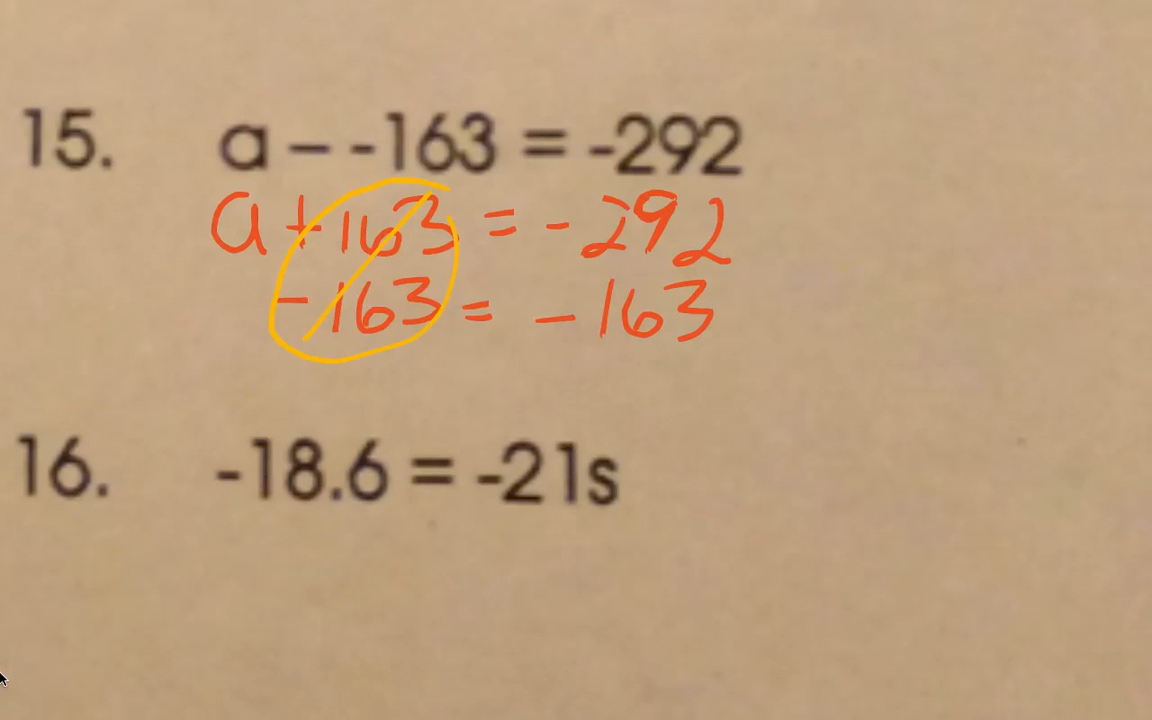 15. a – -163 = -292
a + 163 = - 292
- 163 = - 163
16. -18.6 = -21s